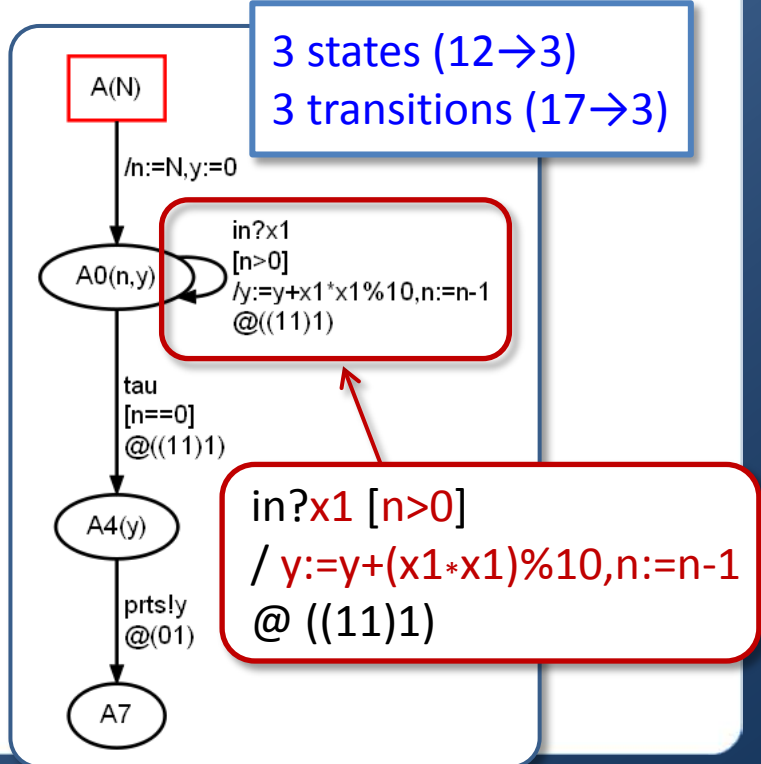 3 states (12→3)
3 transitions (17→3)
A(N)
/n:=N,y:=0
A0(n,y)
in?x1
[n>0]
/y:=y+x1*x1%10,n:=n-1
@((11)1)
tau
[n==0]
@((11)1)
A4(y)
in?x1 [n>0]
/ y:=y+(x1*x1)%10,n:=n-1
@ ((11)1)
prts!y
@(01)
A7